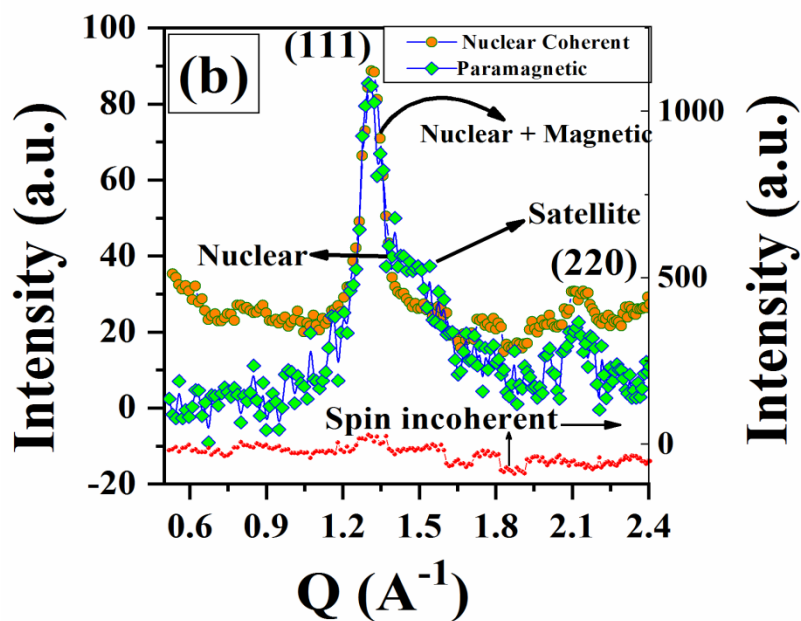 100
80
60
40
20
0
-20
Intensity (a.u.)
(b)
(111)
Nuclear Coherent
Paramagnetic
Nuclear + Magnetic
Satellite
Nuclear
(220)
Spin incoherent
1000
500
0
Intensity (a.u.)
0.6 0.9 1.2 1.5 1.8 2.1 2.4
Q (A⁻¹)